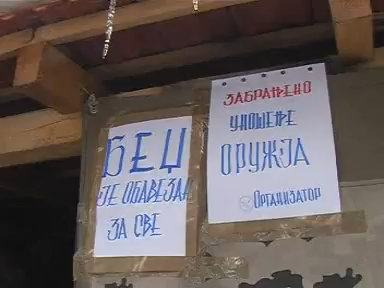 БЕЏ
ЈЕ ОБАВЕЗАН
ЗА СВЕ
ЗАБРАЊЕНО
УНОШЕЊЕ
ОРУЖЈА
ОРГАНИЗАТОР